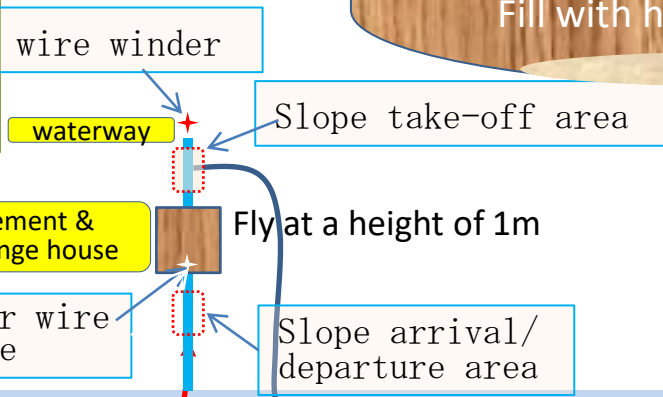 Fill with h
wire winder
Slope take-off area
waterway
ement &
nge house
Fly at a height of 1m
r wire
e
Slope arrival/
departure area